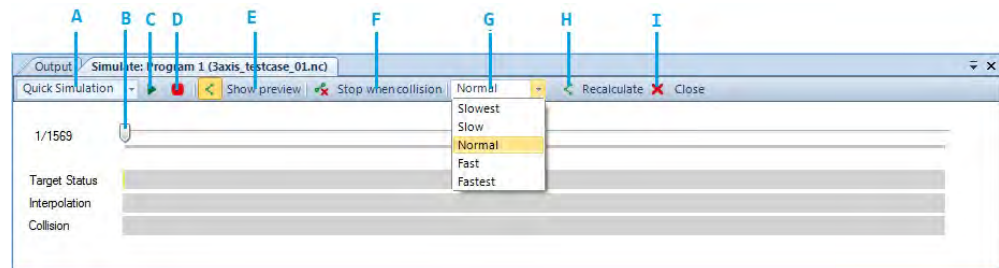 A B C D E F G H I
Output Simulate: Program 1 (3axis_testcase_01.nc)
Quick Simulation Show preview Stop when collision Normal Recalculate Close
Slowest
Slow
Normal
Fast
Fastest
1/1569
Target Status
Interpolation
Collision